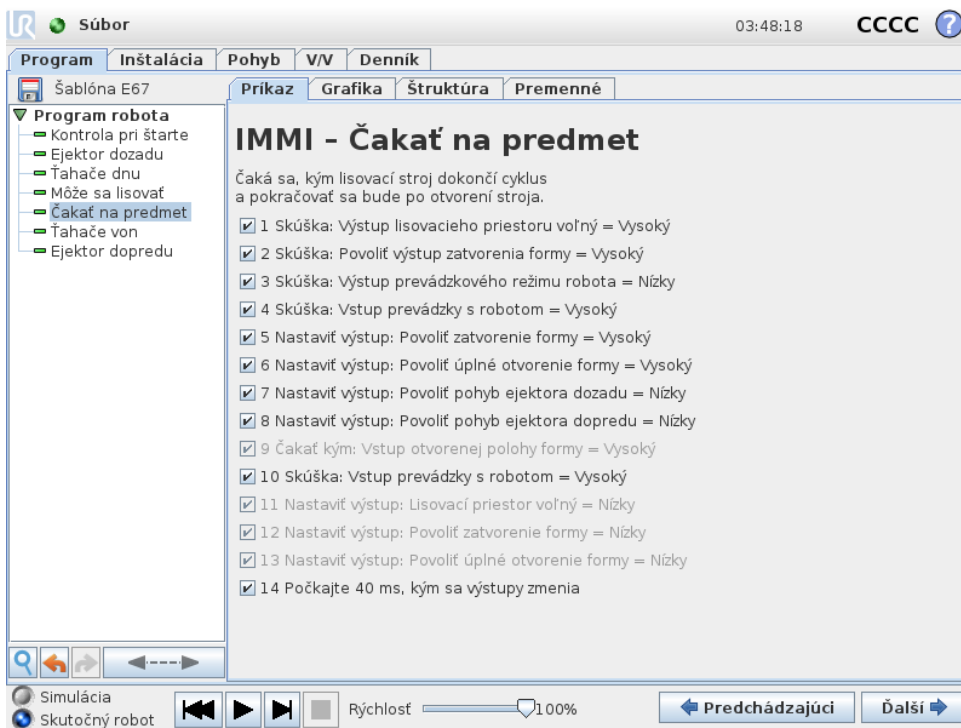 UR Súbor 03:48:18 CCCC ?
Program Inštalácia Pohyb V/V Denník
Šablóna E67
Príkaz Grafika Štruktúra Premenné
Program robota
Kontrola pri štarte
Ejektor dozadu
Ťahače dnu
Môže sa lisovať
Čakať na predmet
Ťahače von
Ejektor dopredu
IMMI – Čakať na predmet
Čaká sa, kým lisovací stroj dokončí cyklus
a pokračovať sa bude po otvorení stroja.
1 Skúška: Výstup lisovacieho priestoru voľný = Vysoký
2 Skúška: Povoliť výstup zatvorenia formy = Vysoký
3 Skúška: Výstup prevádzkového režimu robota = Nízky
4 Skúška: Vstup prevádzky s robotom = Vysoký
5 Nastaviť výstup: Povoliť zatvorenie formy = Vysoký
6 Nastaviť výstup: Povoliť úplné otvorenie formy = Vysoký
7 Nastaviť výstup: Povoliť pohyb ejektora dozadu = Nízky
8 Nastaviť výstup: Povoliť pohyb ejektora dopredu = Nízky
9 Čakať kým: Vstup otvorenej polohy formy = Vysoký
10 Skúška: Vstup prevádzky s robotom = Vysoký
11 Nastaviť výstup: Lisovací priestor voľný = Nízky
12 Nastaviť výstup: Povoliť zatvorenie formy = Nízky
13 Nastaviť výstup: Povoliť úplné otvorenie formy = Nízky
14 Počkajte 40 ms, kým sa výstupy zmenia
Simulácia
Skutočný robot
Rýchlosť 100%
Predchádzajúci
Ďalší